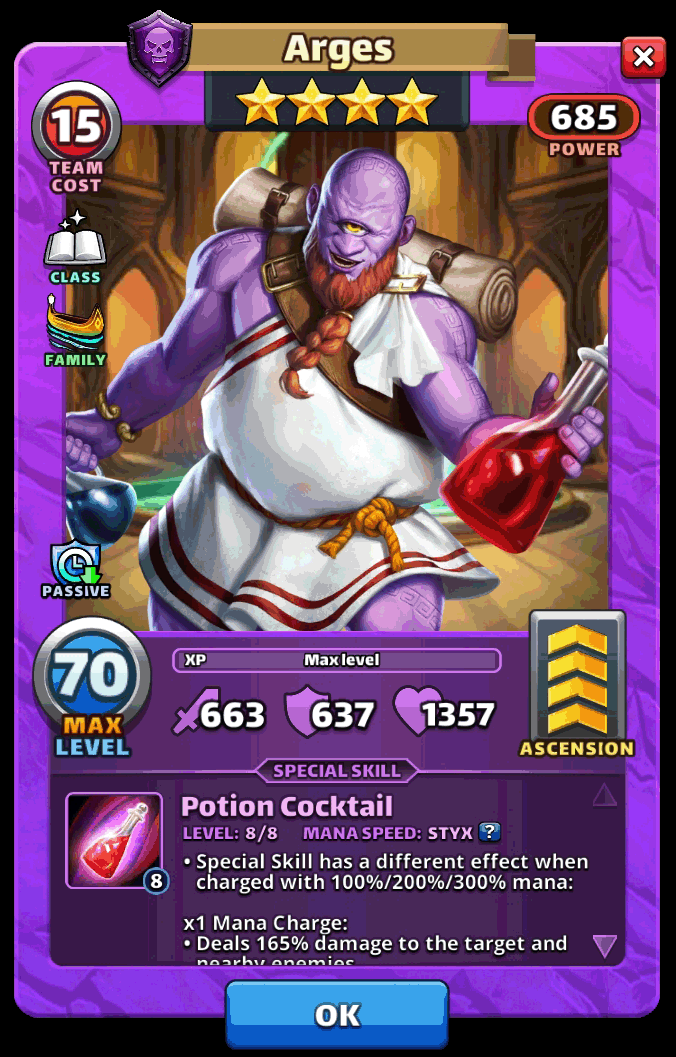 Arges
15
TEAM
COST
685
POWER
CLASS
FAMILY
PASSIVE
70
MAX
LEVEL
XP Max level
663 637 1357
ASCENSION
SPECIAL SKILL
Potion Cocktail
LEVEL: 8/8 MANA SPEED: STYX ?
8
• Special Skill has a different effect when
charged with 100%/200%/300% mana:
x1 Mana Charge:
• Deals 165% damage to the target and
nearby enemies
OK